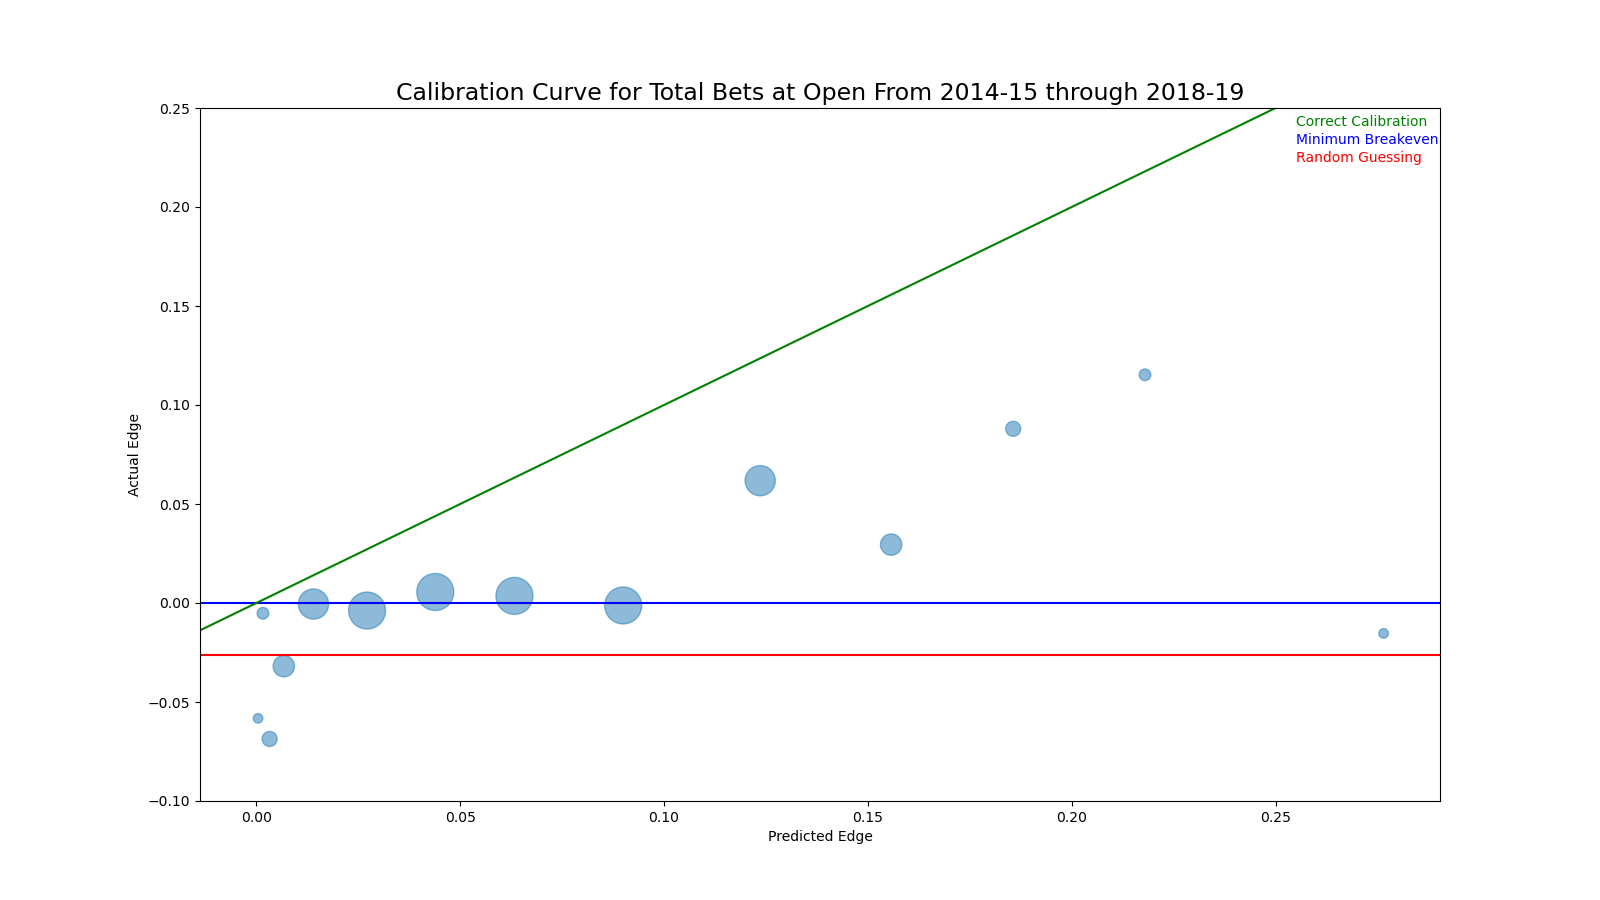 Calibration Curve for Total Bets at Open From 2014-15 through 2018-19
Correct Calibration
Minimum Breakeven
Random Guessing
0.25
0.20
0.15
0.10
0.05
0.00
−0.05
−0.10
Actual Edge
0.00 0.05 0.10 0.15 0.20 0.25
Predicted Edge